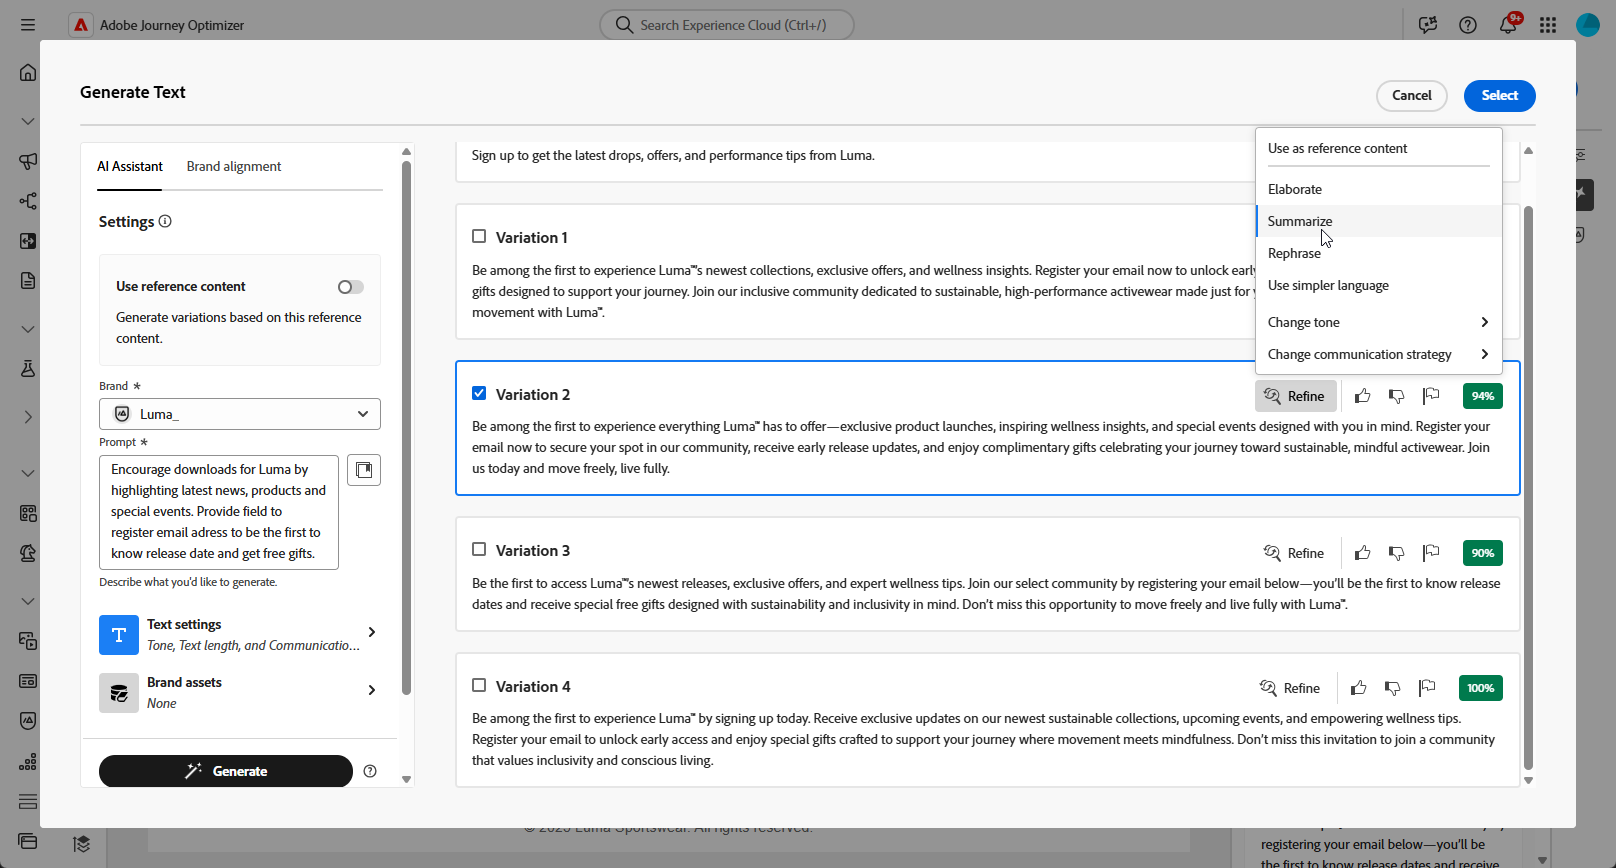 Adobe Journey Optimizer
Search Experience Cloud (Ctrl+/)
9+
Generate Text
Cancel
Select
AI Assistant
Brand alignment
Settings
Use reference content
Generate variations based on this reference
content.
Brand *
Luma_
Prompt *
Encourage downloads for Luma by
highlighting latest news, products and
special events. Provide field to
register email adress to be the first to
know release date and get free gifts.
Describe what you'd like to generate.
T
Text settings
Tone, Text length, and Communicatio...
Brand assets
None
Generate
Sign up to get the latest drops, offers, and performance tips from Luma.
Variation 1
Be among the first to experience Luma™'s newest collections, exclusive offers, and wellness insights. Register your email now to unlock early
gifts designed to support your journey. Join our inclusive community dedicated to sustainable, high-performance activewear made just for
movement with Luma™.
Use as reference content
Elaborate
Summarize
Rephrase
Use simpler language
Change tone
Change communication strategy
Variation 2
Refine
94%
Be among the first to experience everything Luma™ has to offer—exclusive product launches, inspiring wellness insights, and special events designed with you in mind. Register your
email now to secure your spot in our community, receive early release updates, and enjoy complimentary gifts celebrating your journey toward sustainable, mindful activewear. Join
us today and move freely, live fully.
Variation 3
Refine
90%
Be the first to access Luma™'s newest releases, exclusive offers, and expert wellness tips. Join our select community by registering your email below—you'll be the first to know release
dates and receive special free gifts designed with sustainability and inclusivity in mind. Don't miss this opportunity to move freely and live fully with Luma™.
Variation 4
Refine
100%
Be among the first to experience Luma™ by signing up today. Receive exclusive updates on our newest sustainable collections, upcoming events, and empowering wellness tips.
Register your email to unlock early access and enjoy special gifts crafted to support your journey where movement meets mindfulness. Don't miss this invitation to join a community
that values inclusivity and conscious living.
© 2025 Luma Sportswear. All rights reserved.
registering your email below—you'll be
the first to know release dates and receive